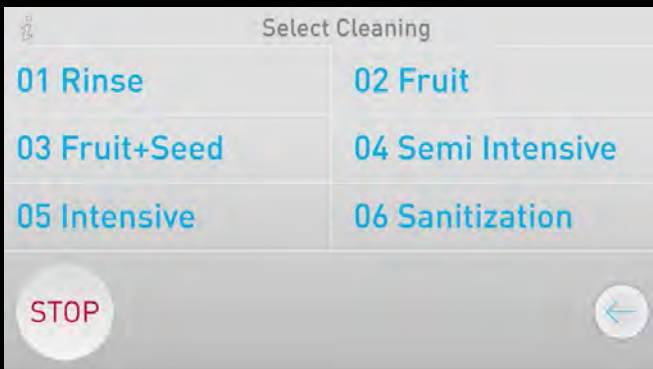 Select Cleaning
01 Rinse
02 Fruit
03 Fruit+Seed
04 Semi Intensive
05 Intensive
06 Sanitization
STOP